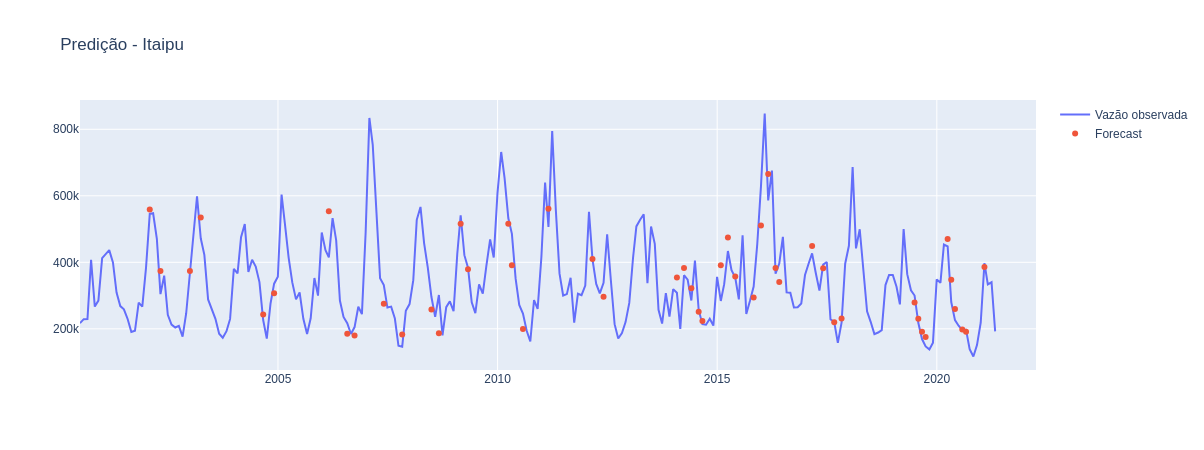 Predição - Itaipu
800k
600k
400k
200k
2005
2010
2015
2020
Vazão observada
Forecast